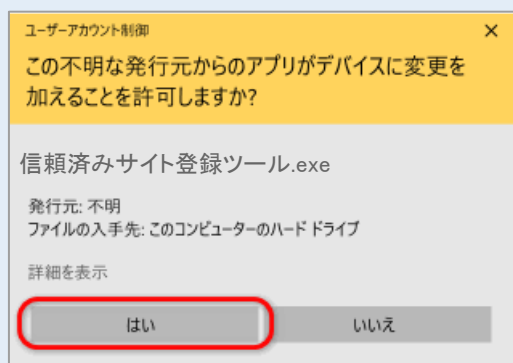 ユーザーアカウント制御
この不明な発行元からのアプリがデバイスに変更を
加えることを許可しますか?
信頼済みサイト登録ツール.exe
発行元: 不明
ファイルの入手先: このコンピューターのハード ドライブ
詳細を表示
はい いいえ